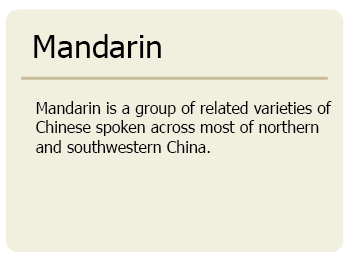 Mandarin
Mandarin is a group of related varieties of
Chinese spoken across most of northern
and southwestern China.